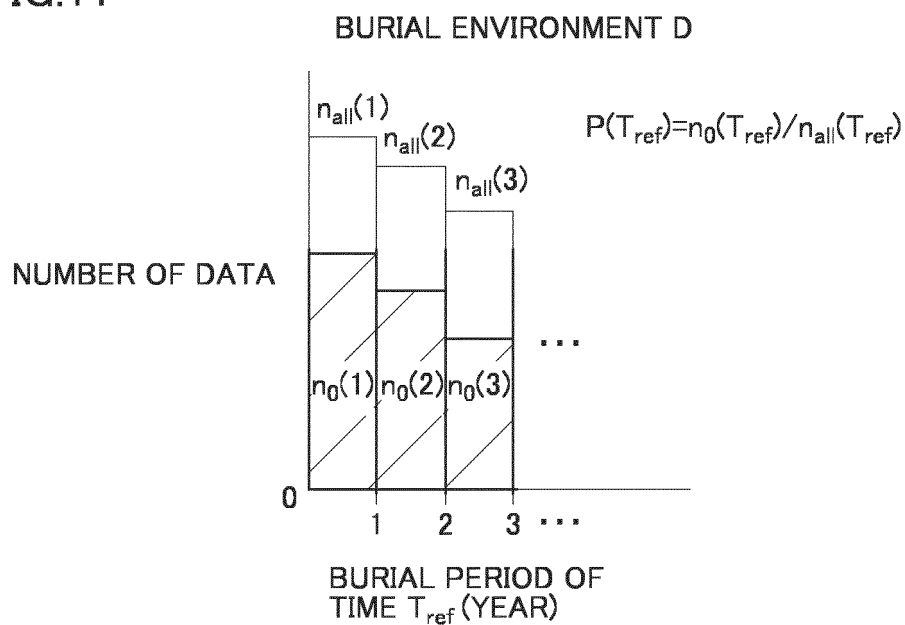 BURIAL ENVIRONMENT D
n_all(1)
n_all(2)
n_all(3)
P(T_ref)=n_0(T_ref)/n_all(T_ref)
NUMBER OF DATA
...
n_0(1) n_0(2) n_0(3)
0
1 2 3 ...
BURIAL PERIOD OF
TIME T_ref (YEAR)